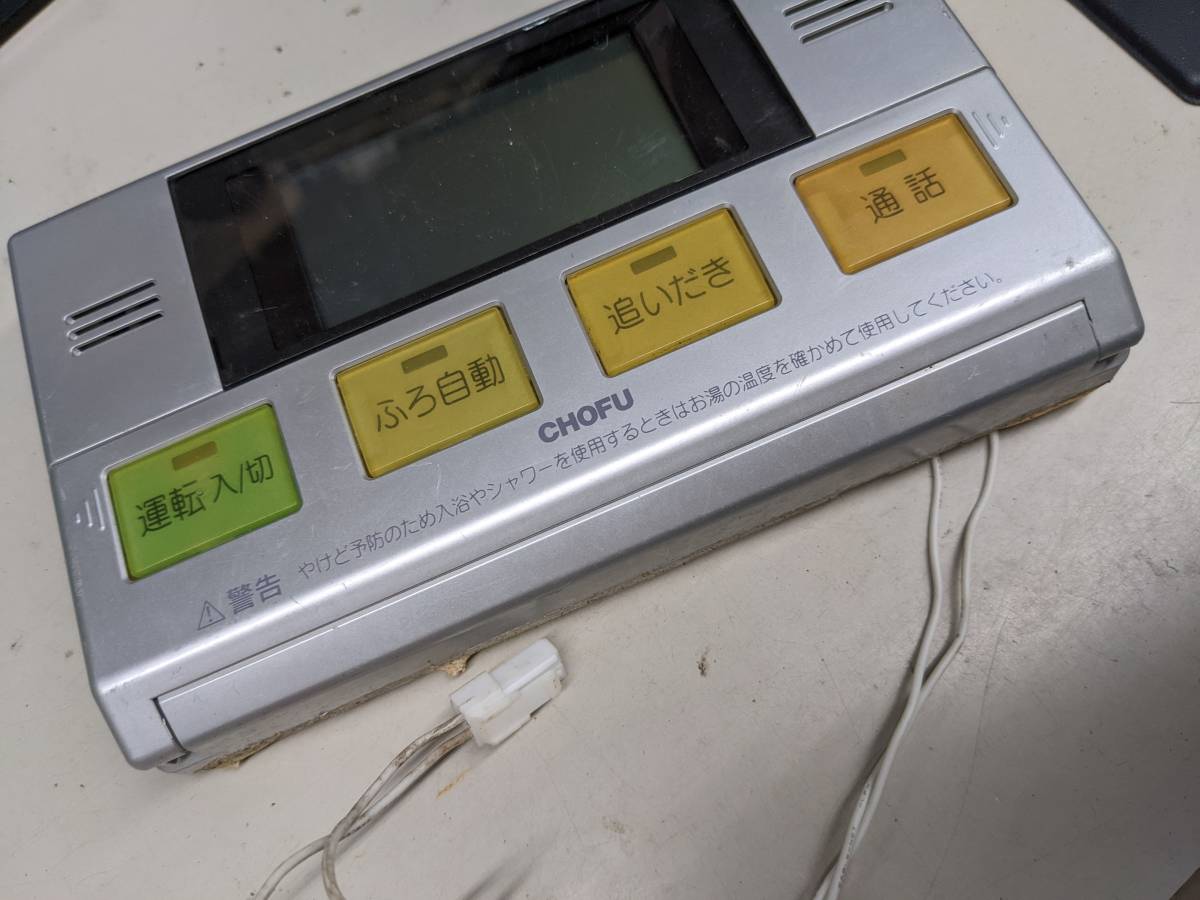 運転 入/切
ふろ自動
追いだき
通話
CHOFU
⚠警告 やけど予防のため入浴やシャワーを使用するときはお湯の温度を確かめて使用してください。